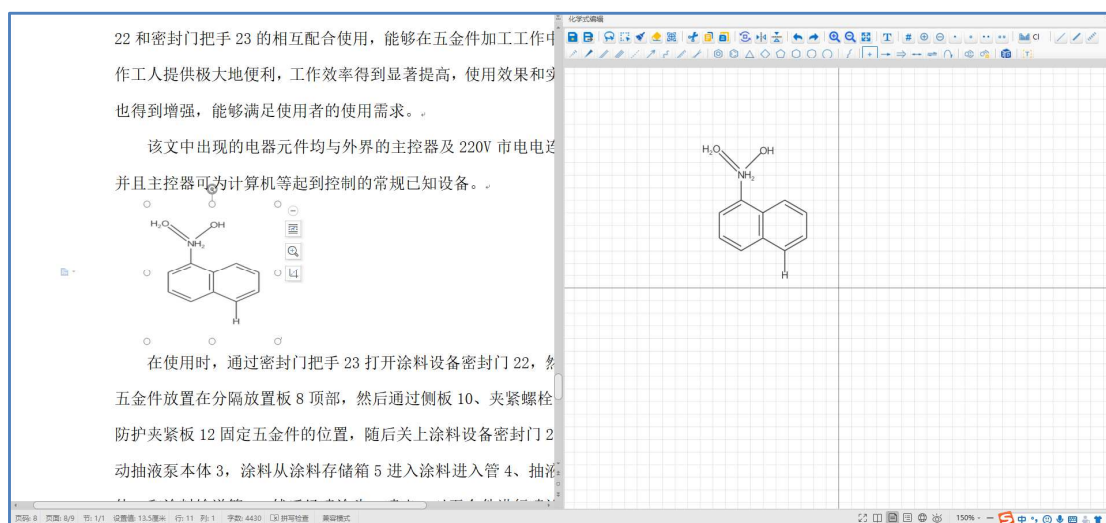 22 和密封门把手 23 的相互配合使用，能够在五金件加工工作中
作工人提供极大地便利，工作效率得到显著提高，使用效果和实
也得到增强，能够满足使用者的使用需求。
该文中出现的电器元件均与外界的主控器及 220V 市电电连
并且主控器可为计算机等起到控制的常规已知设备。
H₂O OH
NH₂
H
在使用时，通过密封门把手 23 打开涂料设备密封门 22，然
五金件放置在分隔放置板 8 顶部，然后通过侧板 10、夹紧螺栓
防护夹紧板 12 固定五金件的位置，随后关上涂料设备密封门 2
动抽液泵本体 3，涂料从涂料存储箱 5 进入涂料进入管 4、抽液
页码: 8 页面: 8/9 节: 1/1 设置值: 13.5厘米 行: 11 列: 1 字数: 4430 拼写检查 兼容模式
化学式编辑
T # CI
H₂O OH
NH₂
H
150%
中